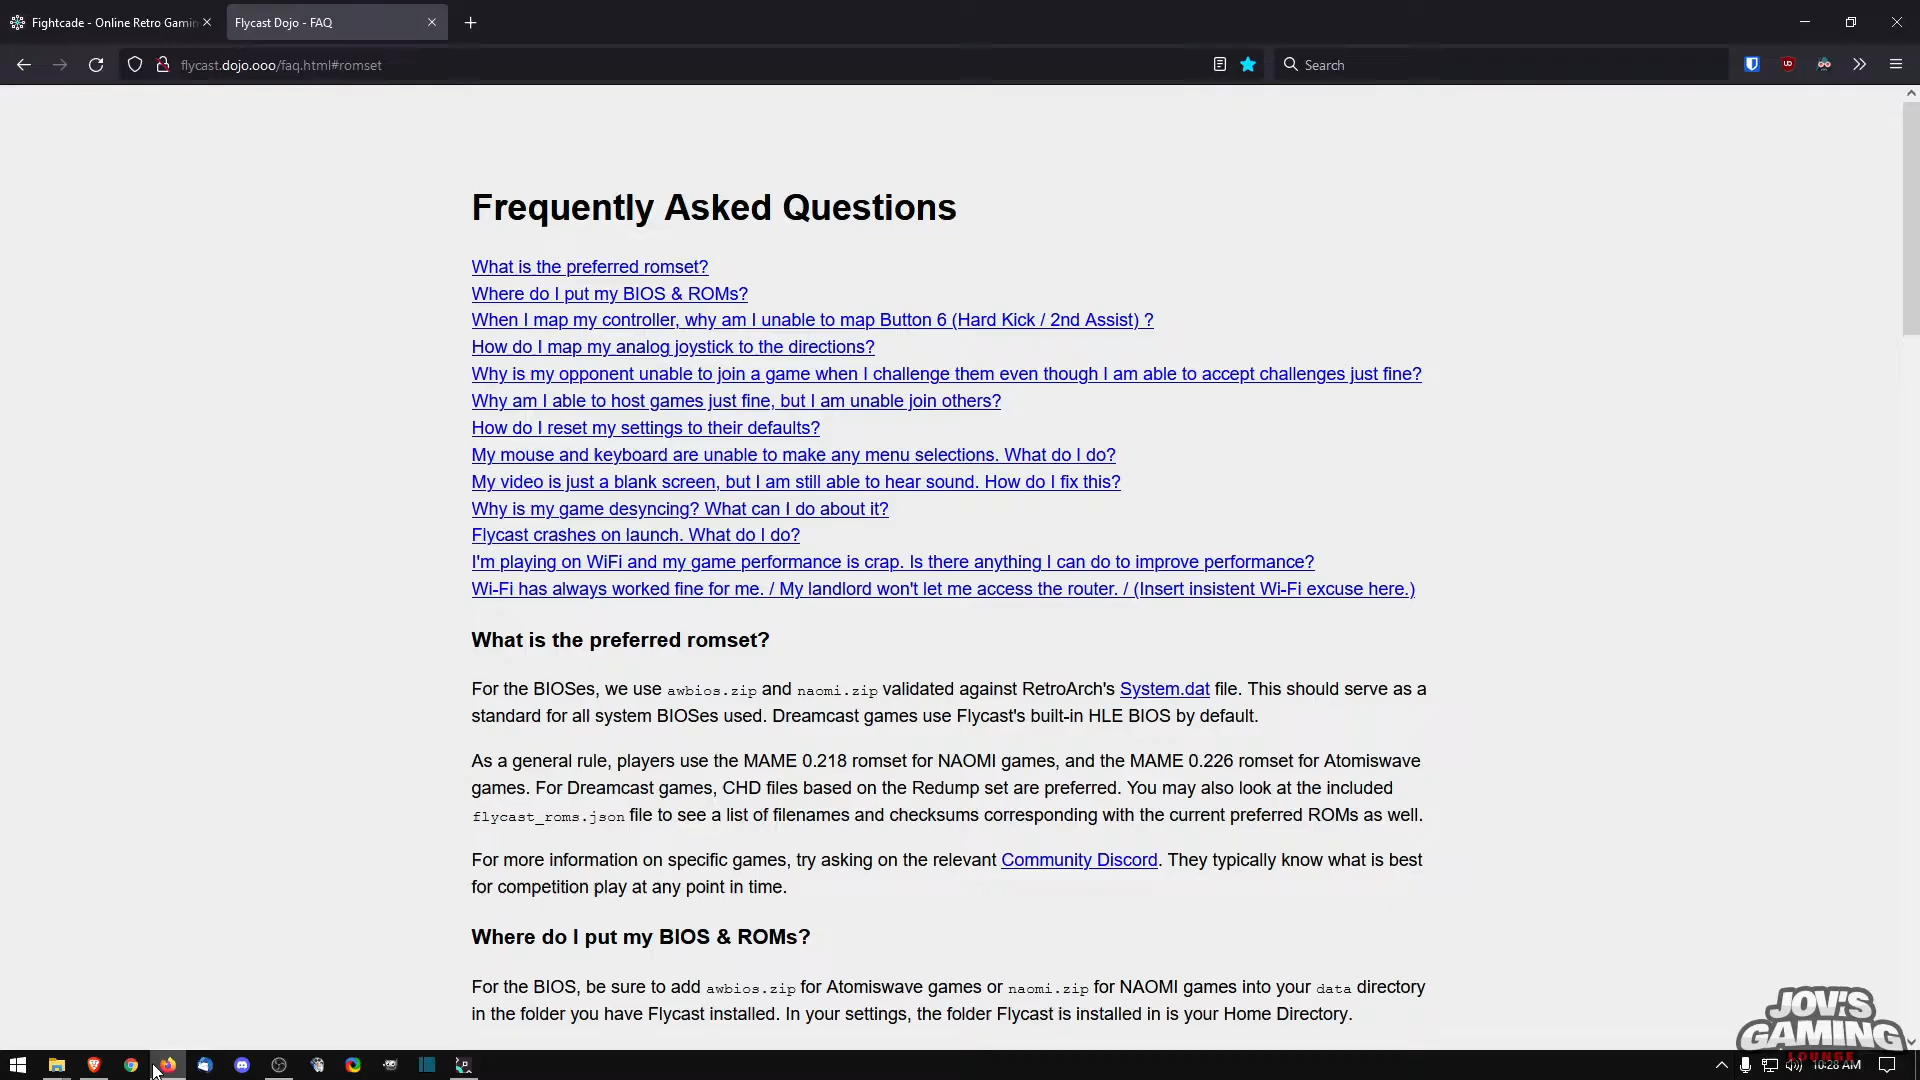 Fightcade - Online Retro Gamin
Flycast Dojo - FAQ
flycast.dojo.ooo/faq.html#romset
Search
Frequently Asked Questions
What is the preferred romset?
Where do I put my BIOS & ROMs?
When I map my controller, why am I unable to map Button 6 (Hard Kick / 2nd Assist) ?
How do I map my analog joystick to the directions?
Why is my opponent unable to join a game when I challenge them even though I am able to accept challenges just fine?
Why am I able to host games just fine, but I am unable join others?
How do I reset my settings to their defaults?
My mouse and keyboard are unable to make any menu selections. What do I do?
My video is just a blank screen, but I am still able to hear sound. How do I fix this?
Why is my game desyncing? What can I do about it?
Flycast crashes on launch. What do I do?
I'm playing on WiFi and my game performance is crap. Is there anything I can do to improve performance?
Wi-Fi has always worked fine for me. / My landlord won't let me access the router. / (Insert insistent Wi-Fi excuse here.)
What is the preferred romset?
For the BIOSes, we use awbios.zip and naomi.zip validated against RetroArch's System.dat file. This should serve as a
standard for all system BIOSes used. Dreamcast games use Flycast's built-in HLE BIOS by default.
As a general rule, players use the MAME 0.218 romset for NAOMI games, and the MAME 0.226 romset for Atomiswave
games. For Dreamcast games, CHD files based on the Redump set are preferred. You may also look at the included
flycast_roms.json file to see a list of filenames and checksums corresponding with the current preferred ROMs as well.
For more information on specific games, try asking on the relevant Community Discord. They typically know what is best
for competition play at any point in time.
Where do I put my BIOS & ROMs?
For the BIOS, be sure to add awbios.zip for Atomiswave games or naomi.zip for NAOMI games into your data directory
in the folder you have Flycast installed. In your settings, the folder Flycast is installed in is your Home Directory.
JOV'S
GAMING
LOUNGE
10:28 AM